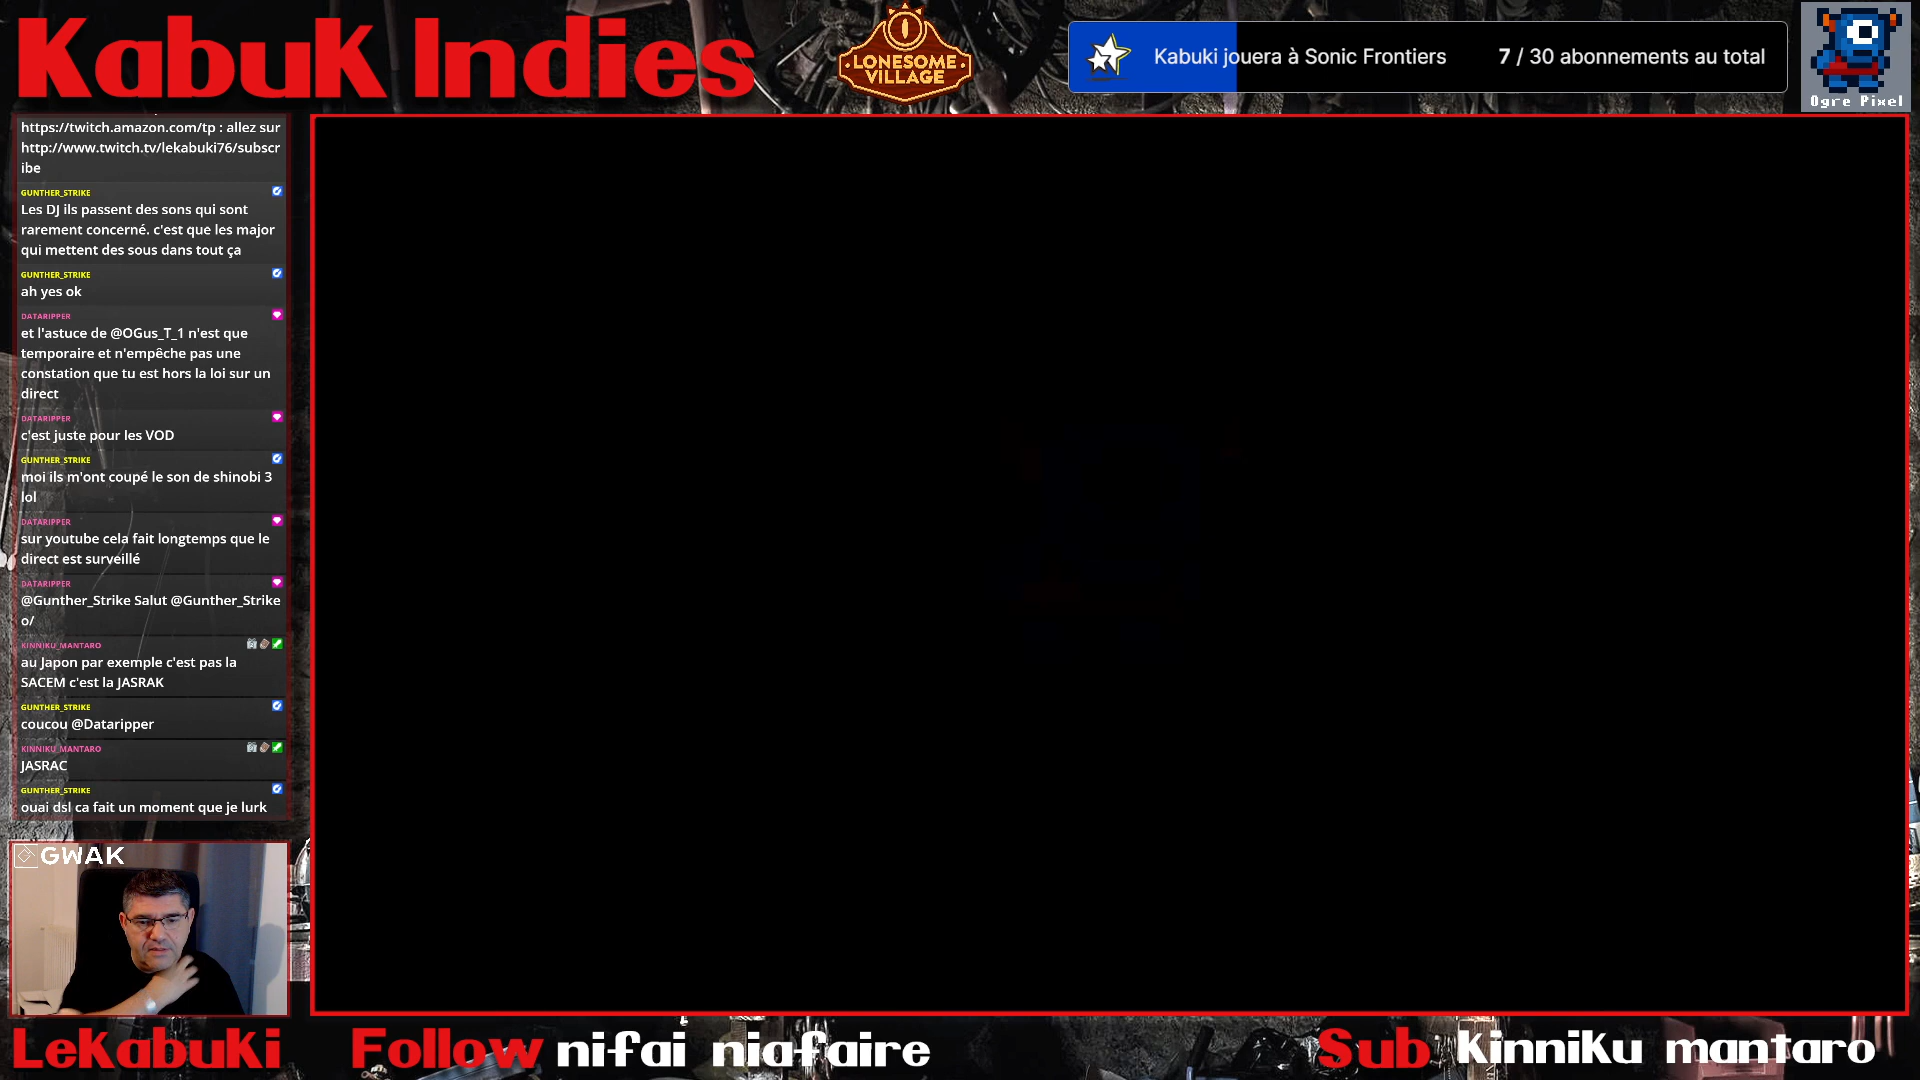 Kabuk Indies
LONESOME
VILLAGE
Kabuki jouera à Sonic Frontiers 7 / 30 abonnements au total
Ogre Pixel
https://twitch.amazon.com/tp : allez sur
http://www.twitch.tv/lekabuki76/subscr
ibe
GUNTHER_STRIKE
Les DJ ils passent des sons qui sont
rarement concerné. c'est que les major
qui mettent des sous dans tout ça
GUNTHER_STRIKE
ah yes ok
DATARIPPER
et l'astuce de @OGus_T_1 n'est que
temporaire et n'empêche pas une
constation que tu est hors la loi sur un
direct
DATARIPPER
c'est juste pour les VOD
GUNTHER_STRIKE
moi ils m'ont coupé le son de shinobi 3
lol
DATARIPPER
sur youtube cela fait longtemps que le
direct est surveillé
DATARIPPER
@Gunther_Strike Salut @Gunther_Strike
o/
KINNIKU_MANTARO
au Japon par exemple c'est pas la
SACEM c'est la JASRAK
GUNTHER_STRIKE
coucou @Dataripper
KINNIKU_MANTARO
JASRAC
GUNTHER_STRIKE
ouai dsl ca fait un moment que je lurk
GWAK
LeKabuki
Follow nifai niafaire
Sub Kinniku mantaro